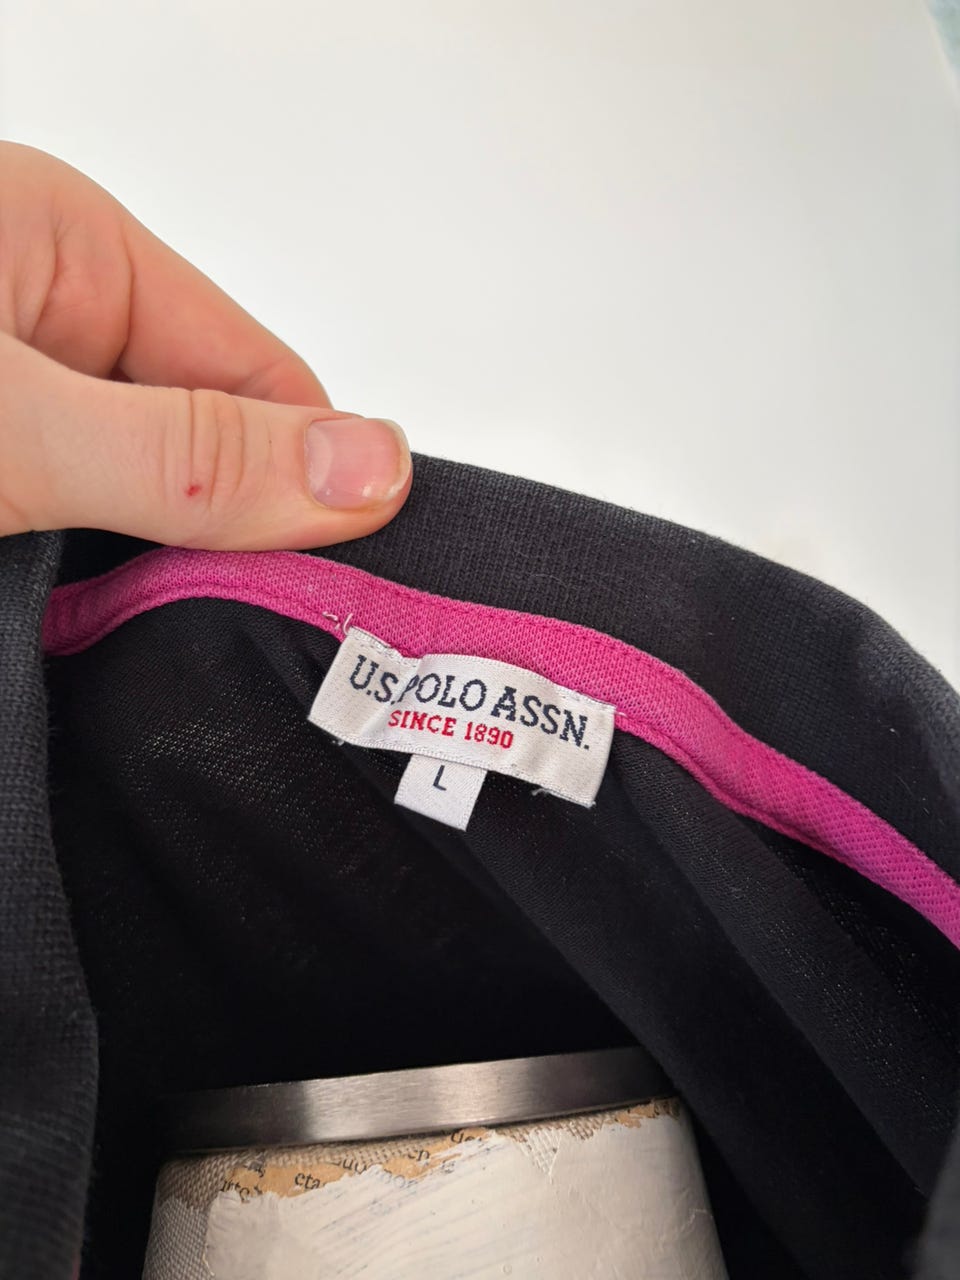 U.S. POLO ASSN.
SINCE 1890
L